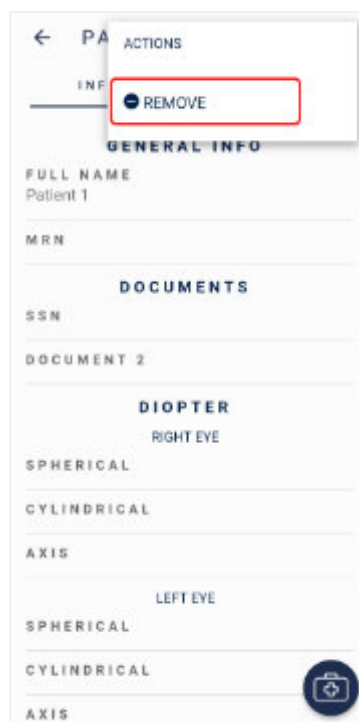 PA
ACTIONS
INF
REMOVE
GENERAL INFO
FULL NAME
Patient 1
MRN
DOCUMENTS
SSN
DOCUMENT 2
DIOPTER
RIGHT EYE
SPHERICAL
CYLINDRICAL
AXIS
LEFT EYE
SPHERICAL
CYLINDRICAL
AXIS